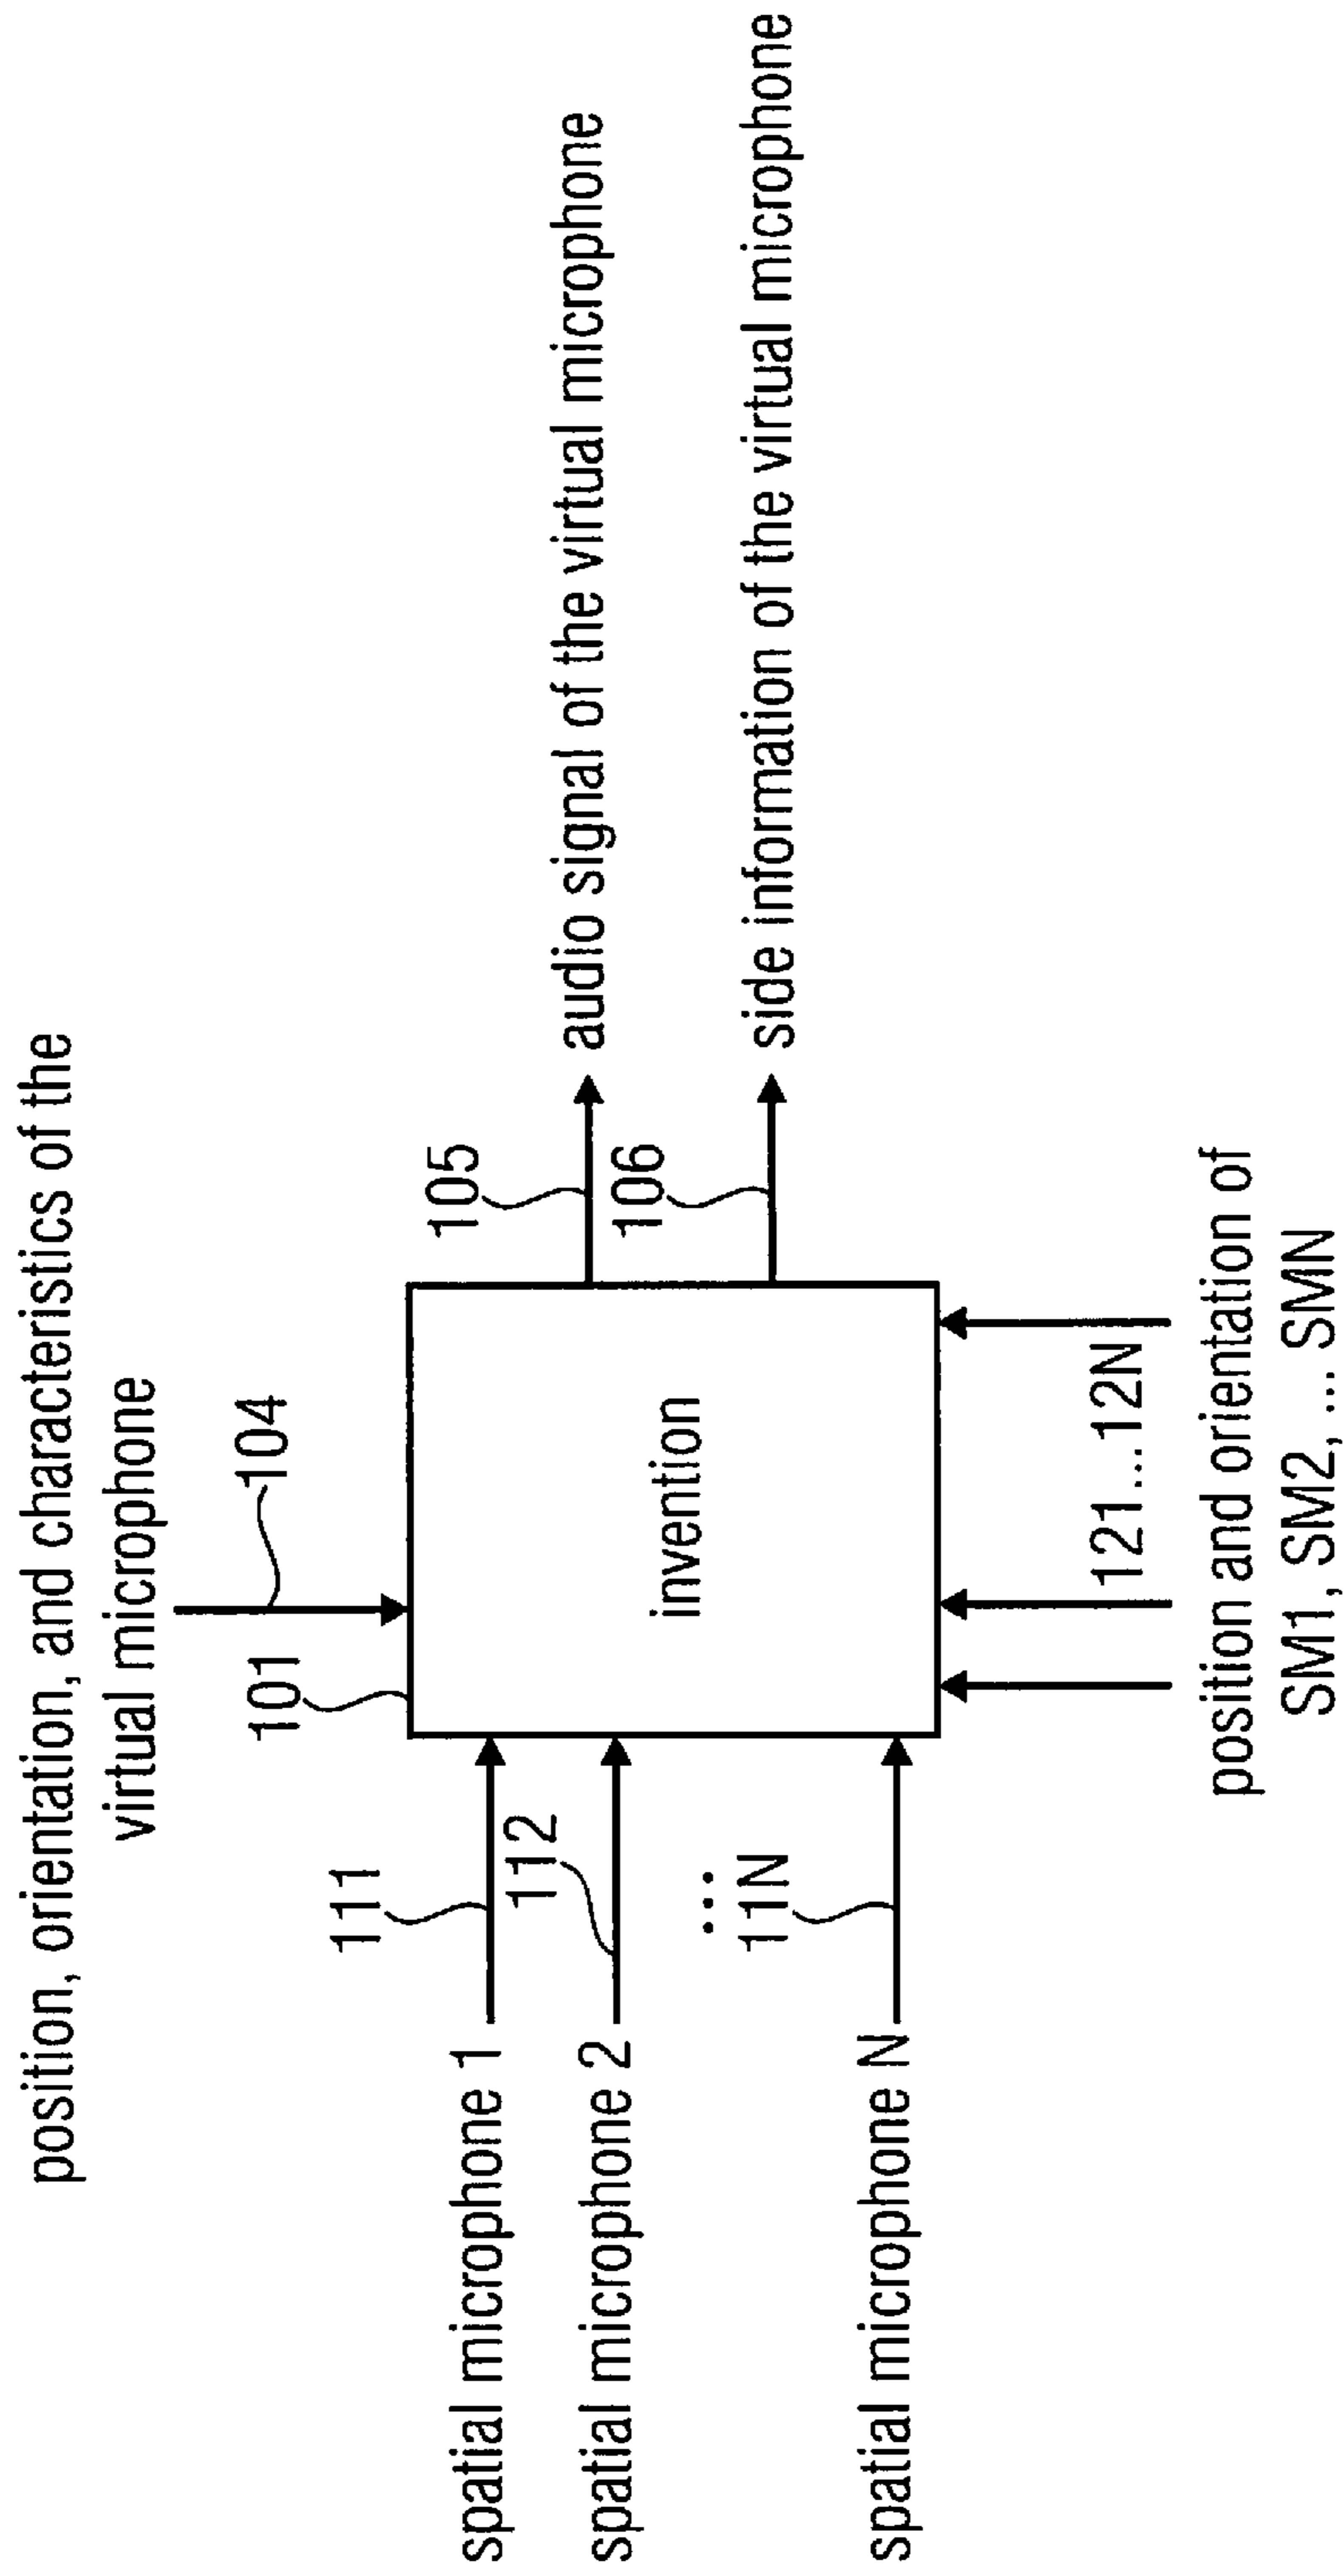 position, orientation, and characteristics of the
virtual microphone
104
101
111
spatial microphone 1
112
spatial microphone 2
...
11N
spatial microphone N
invention
105
audio signal of the virtual microphone
106
side information of the virtual microphone
121...12N
position and orientation of
SM1, SM2, ... SMN